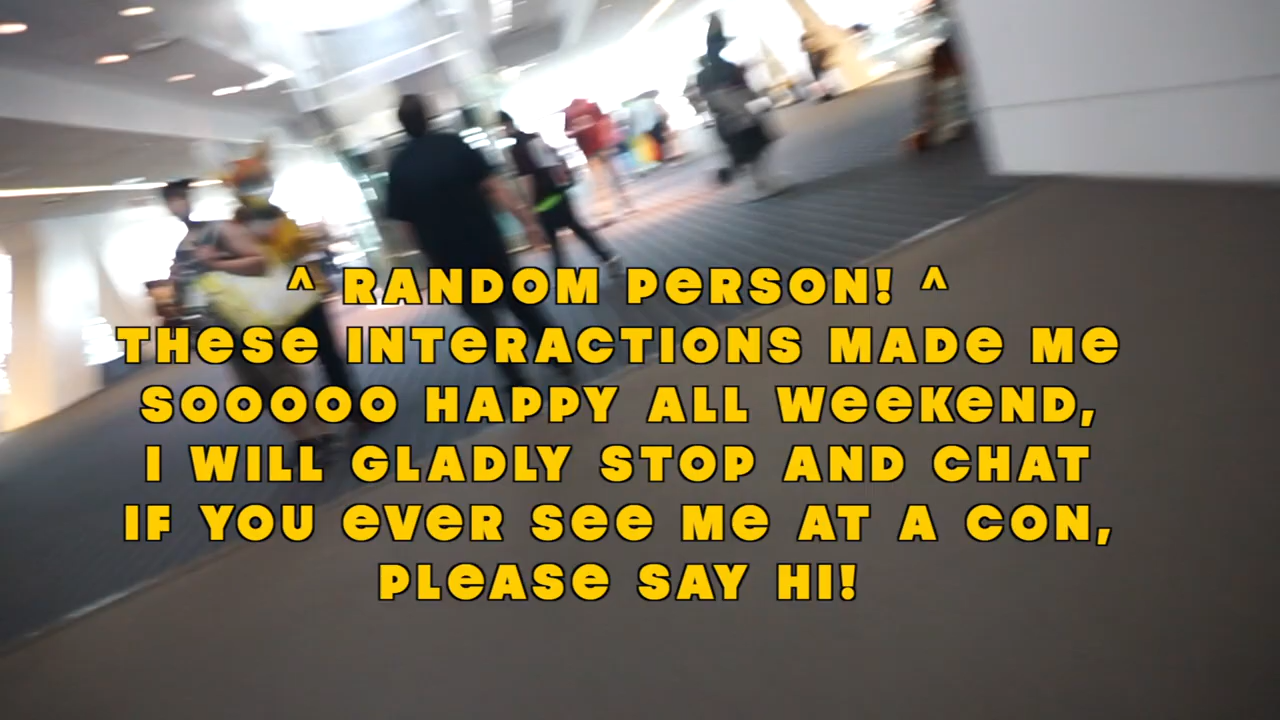 ^ RANDOM PERSON! ^
THESE INTERACTIONS MADE ME
SOOOOO HAPPY ALL WEEKEND,
I WILL GLADLY STOP AND CHAT
IF YOU EVER SEE ME AT A CON,
PLEASE SAY HI!